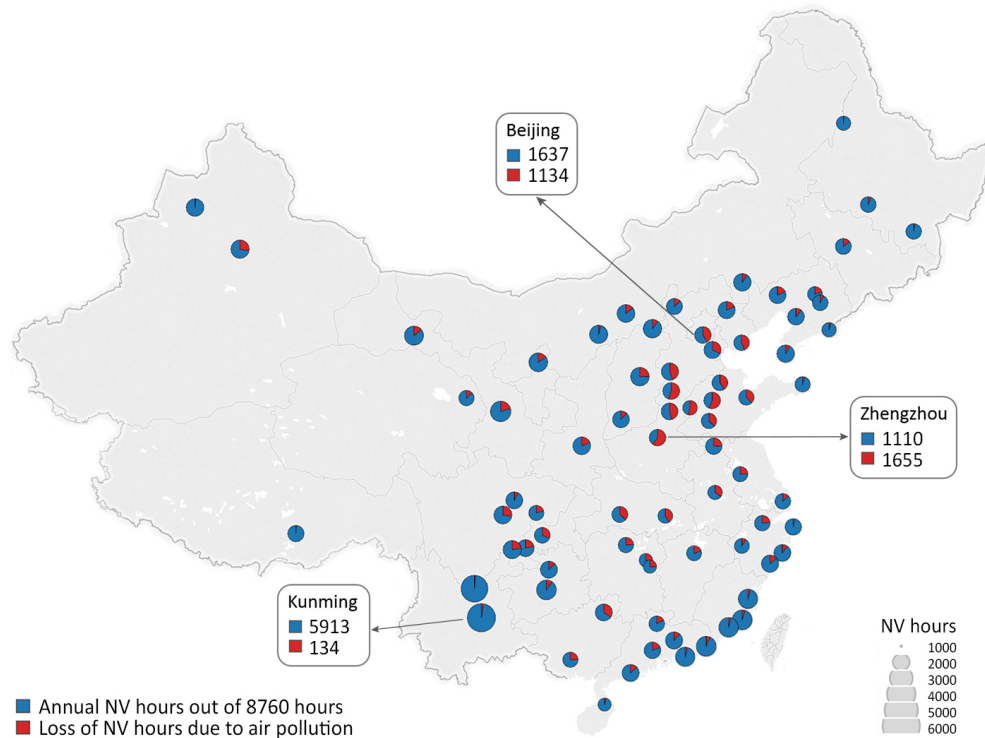 Beijing
1637
1134
Zhengzhou
1110
1655
Kunming
5913
134
NV hours
1000
2000
3000
4000
5000
6000
Annual NV hours out of 8760 hours
Loss of NV hours due to air pollution